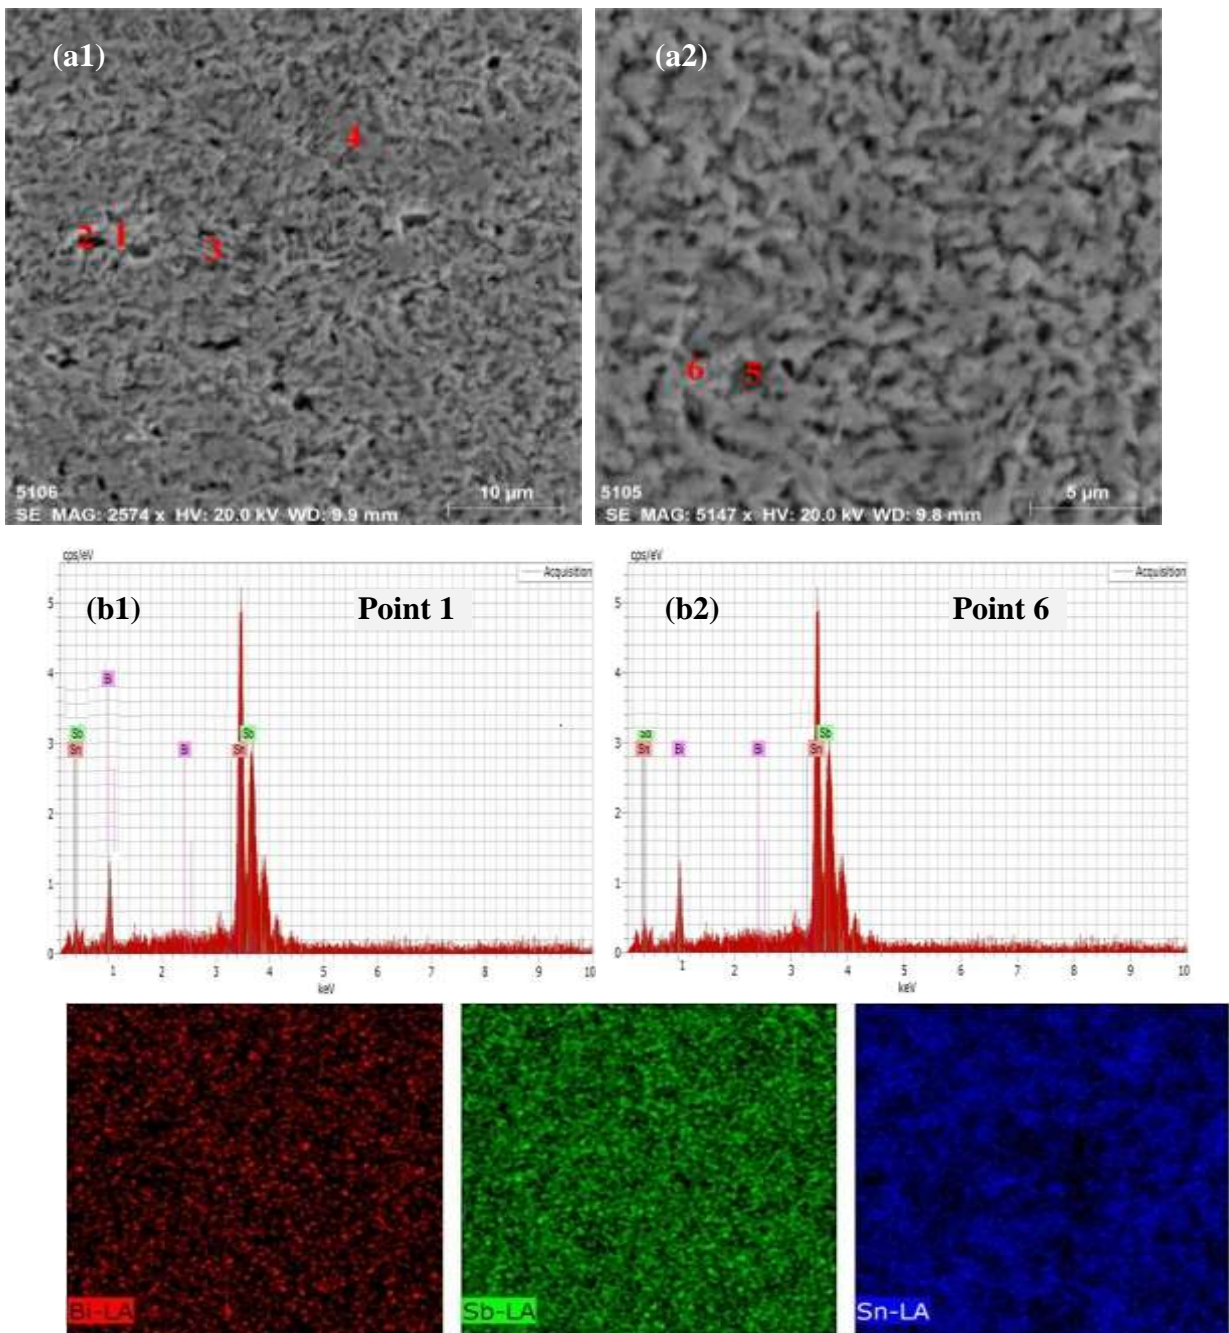 (a1)
4
2 1
3
5106
10 µm
SE MAG: 2574 x HV: 20.0 kV WD: 9.9 mm
(a2)
6 5
5105
5 µm
SE MAG: 5147 x HV: 20.0 kV WD: 9.8 mm
cps/eV
Acquisition
(b1)
Point 1
5
4
3
2
1
0
Bi
Sb
Sn
Bi
Sn
Sb
1 2 3 4 5 6 7 8 9 10
keV
cps/eV
Acquisition
(b2)
Point 6
5
4
3
2
1
0
Sn
Bi
Bi
Sn
Sb
1 2 3 4 5 6 7 8 9 10
keV
Bi-LA
Sb-LA
Sn-LA